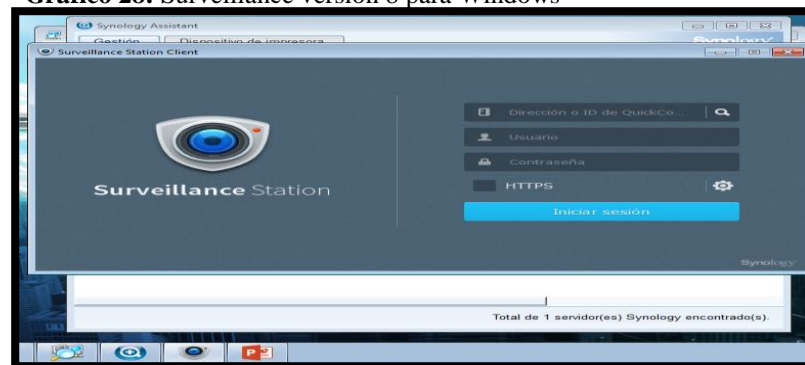 Gráfico 28. Surveillance versión 8 para Windows
Synology Assistant
Gestión Dispositivo de impresora
Synology
Surveillance Station Client
Dirección o ID de QuickCo...
Usuario
Contraseña
HTTPS
Surveillance Station
Iniciar sesión
Synology
Total de 1 servidor(es) Synology encontrado(s).